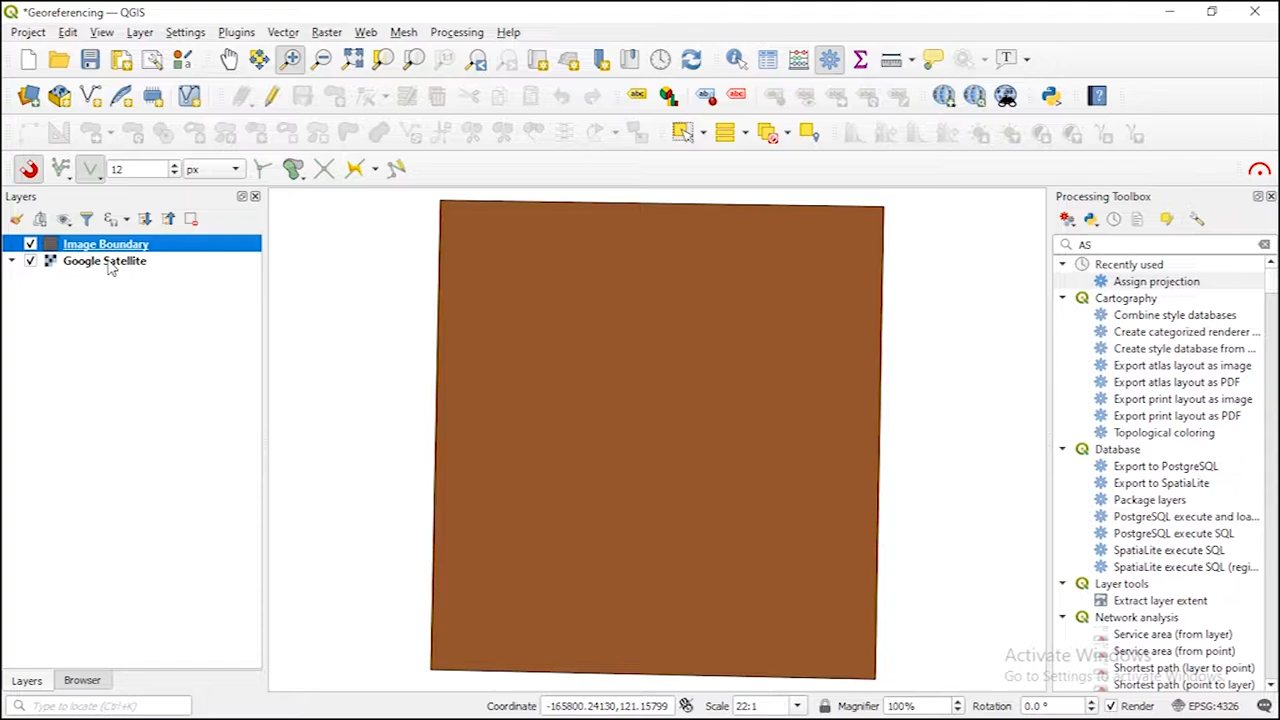 *Georeferencing — QGIS
Project Edit View Layer Settings Plugins Vector Raster Web Mesh Processing Help
12 px
Layers
Image Boundary
Google Satellite
Processing Toolbox
AS
Recently used
Assign projection
Cartography
Combine style databases
Create categorized renderer ...
Create style database from ...
Export atlas layout as image
Export atlas layout as PDF
Export print layout as image
Export print layout as PDF
Topological coloring
Database
Export to PostgreSQL
Export to SpatiaLite
Package layers
PostgreSQL execute and loa...
PostgreSQL execute SQL
SpatiaLite execute SQL
SpatiaLite execute SQL (regi...
Layer tools
Extract layer extent
Network analysis
Service area (from layer)
Service area (from point)
Shortest path (layer to point)
Shortest path (point to layer)
Activate Windows
Go to Settings to activate Windows.
Layers Browser
Type to locate (Ctrl+K)
Coordinate -165800.24130,121.15799 Scale 22:1 Magnifier 100% Rotation 0.0 ° Render EPSG:4326